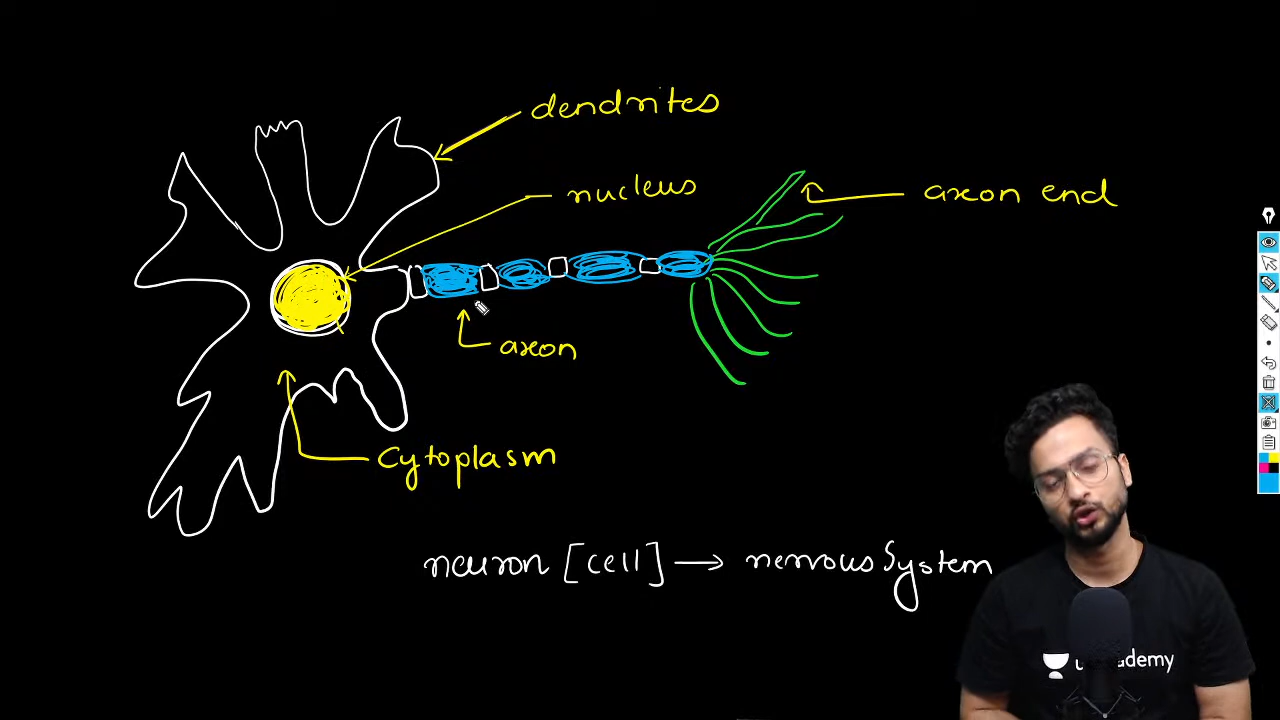 dendrites
nucleus
axon end
axon
Cytoplasm
neuron [cell] → nervous System